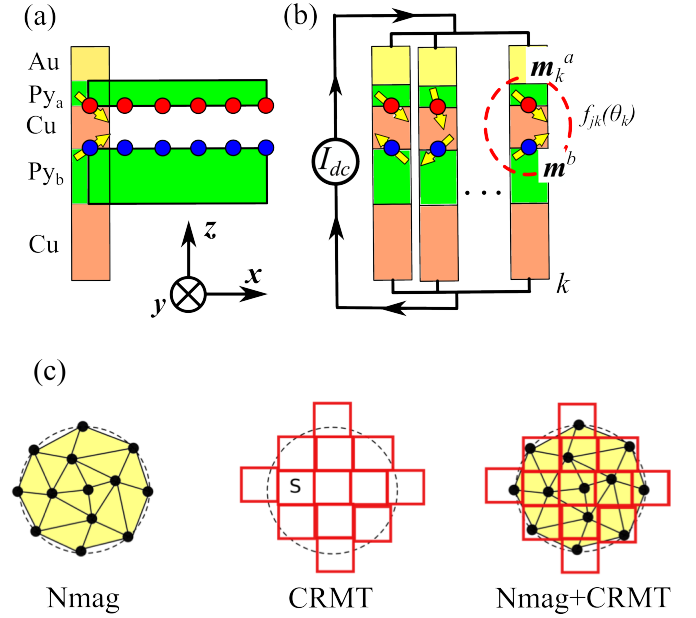 (a)
Au
Py_a
Cu
Py_b
Cu
z
y
x
(b)
I_dc
m_k^a
f_jk(θ_k)
m^b
. . .
k
(c)
S
Nmag
CRMT
Nmag+CRMT